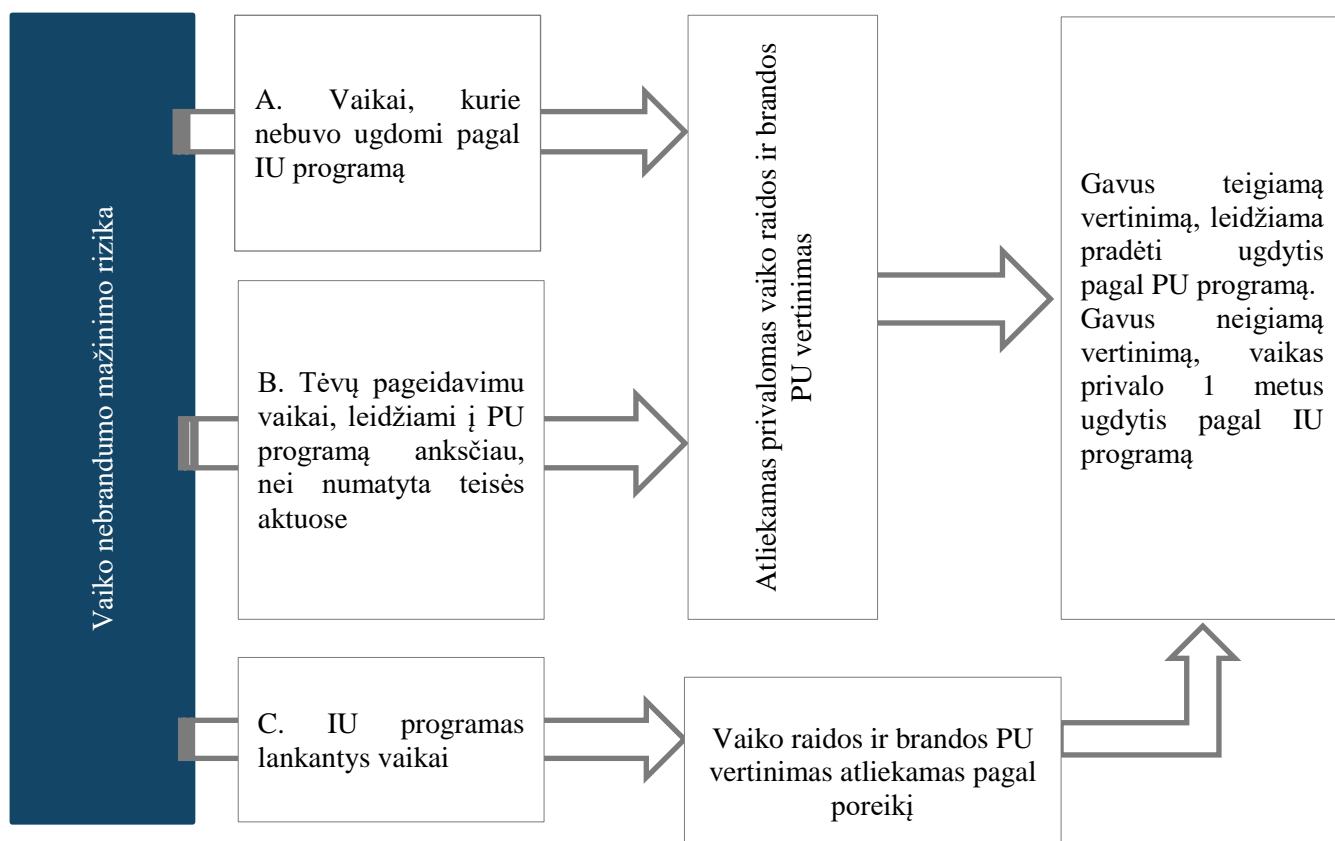 Vaiko nebrandumo mažinimo rizika
A. Vaikai, kurie
nebuvo ugdomi pagal
IU programą
B. Tėvų pageidavimu
vaikai, leidžiami į PU
programą anksčiau,
nei numatyta teisės
aktuose
C. IU programas
lankantys vaikai
Atliekamas privalomas vaiko raidos ir brandos
PU vertinimas
Vaiko raidos ir brandos PU
vertinimas atliekamas pagal
poreikį
Gavus teigiamą
vertinimą, leidžiama
pradėti ugdytis
pagal PU programą.
Gavus neigiamą
vertinimą, vaikas
privalo 1 metus
ugdytis pagal IU
programą